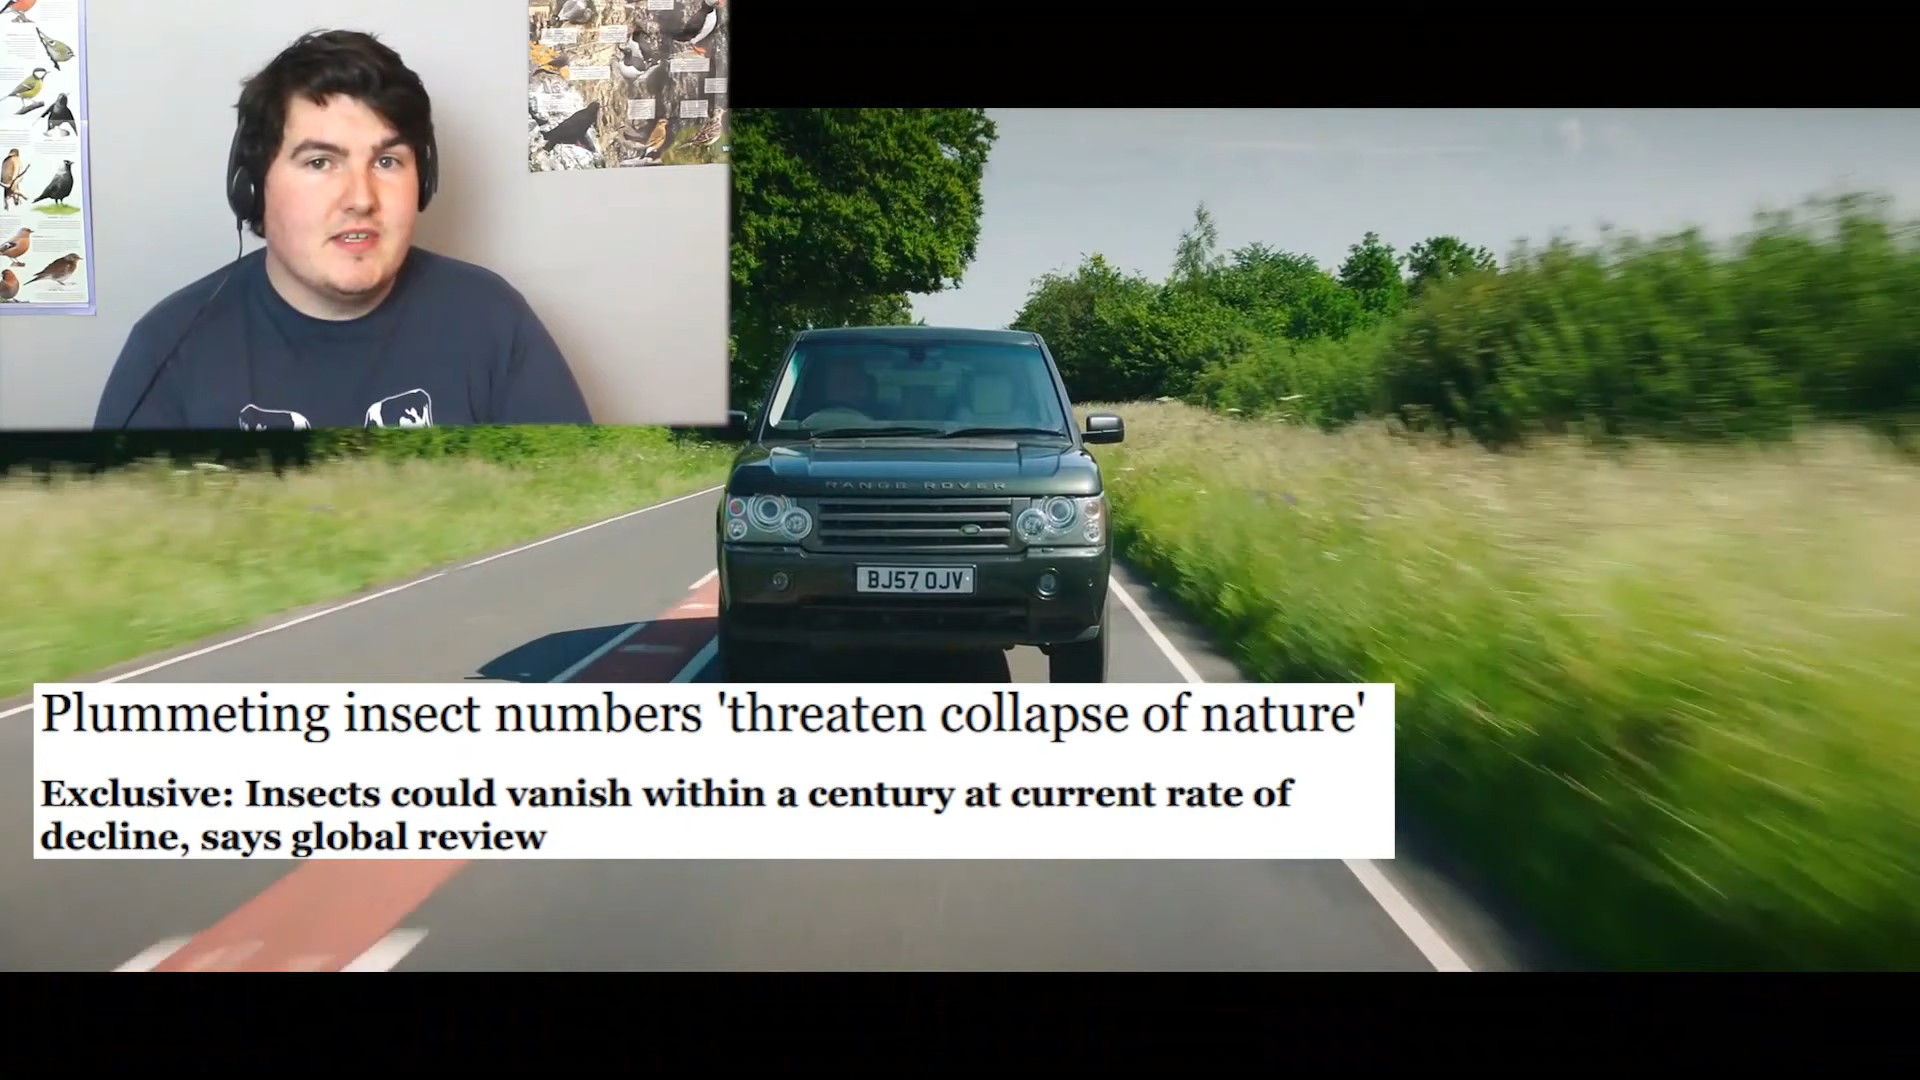 RANGE ROVER
BJ57 OJV
Plummeting insect numbers 'threaten collapse of nature'
Exclusive: Insects could vanish within a century at current rate of
decline, says global review